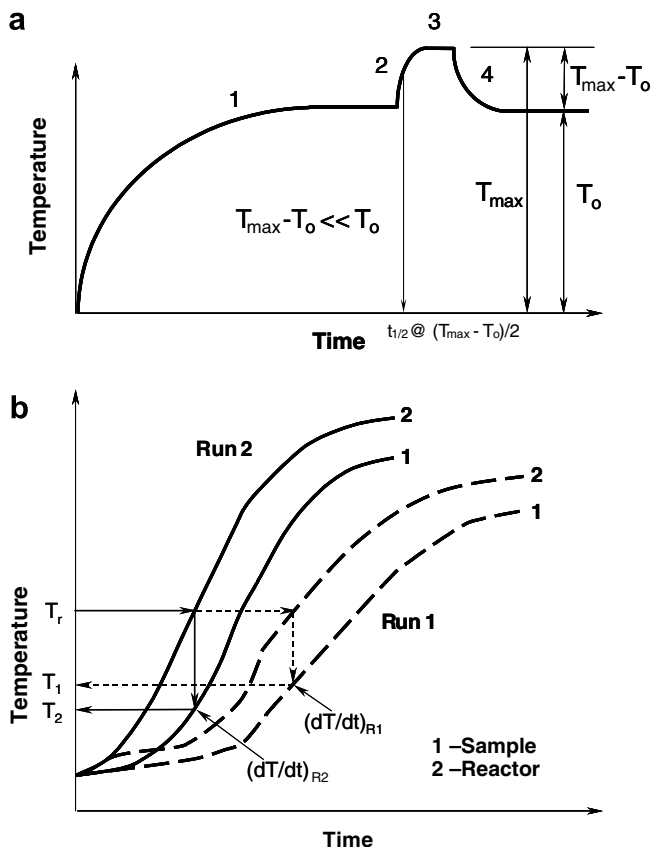 a
3
2
1
4
Tmax-To
Tmax
To
Tmax-To << To
Temperature
t1/2 @ (Tmax - To)/2
Time
b
2
Run 2
1
2
1
Tr
Run 1
T1
T2
(dT/dt)R1
(dT/dt)R2
Temperature
1 –Sample
2 –Reactor
Time